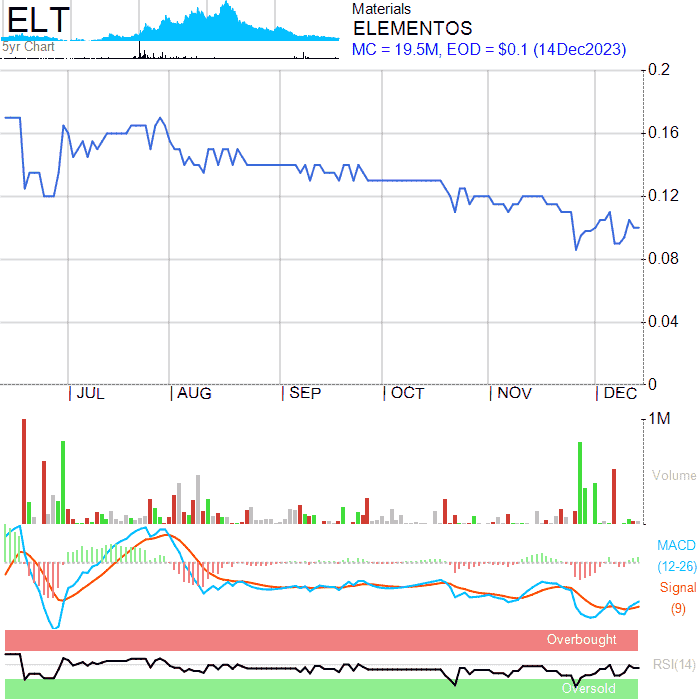 ELT
5yr Chart
Materials
ELEMENTOS
MC = 19.5M, EOD = $0.1 (14Dec2023)
0.2
0.16
0.12
0.08
0.04
0
JUL AUG SEP OCT NOV DEC
1M
Volume
MACD
(12-26)
Signal
(9)
Overbought
RSI(14)
Oversold